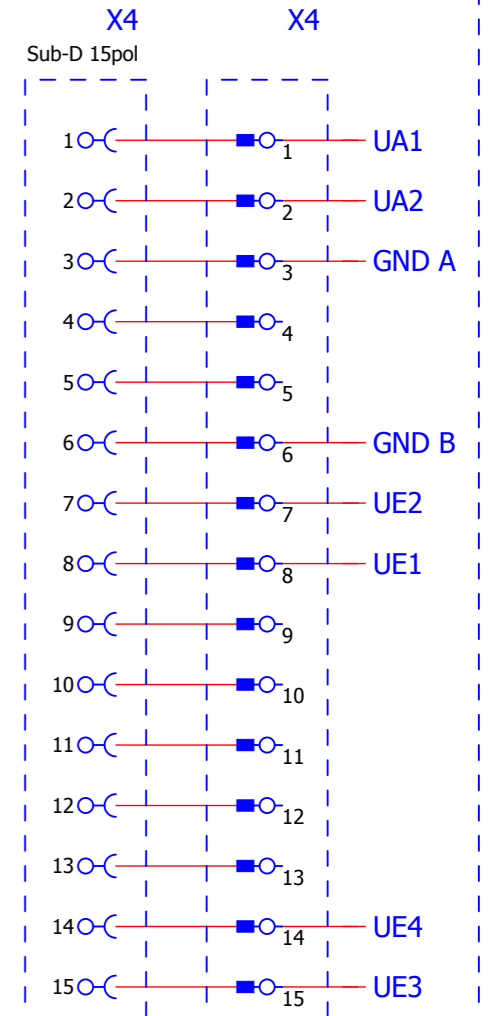 X4 X4
Sub-D 15pol
1 1 UA1
2 2 UA2
3 3 GND A
4 4
5 5
6 6 GND B
7 7 UE2
8 8 UE1
9 9
10 10
11 11
12 12
13 13
14 14 UE4
15 15 UE3